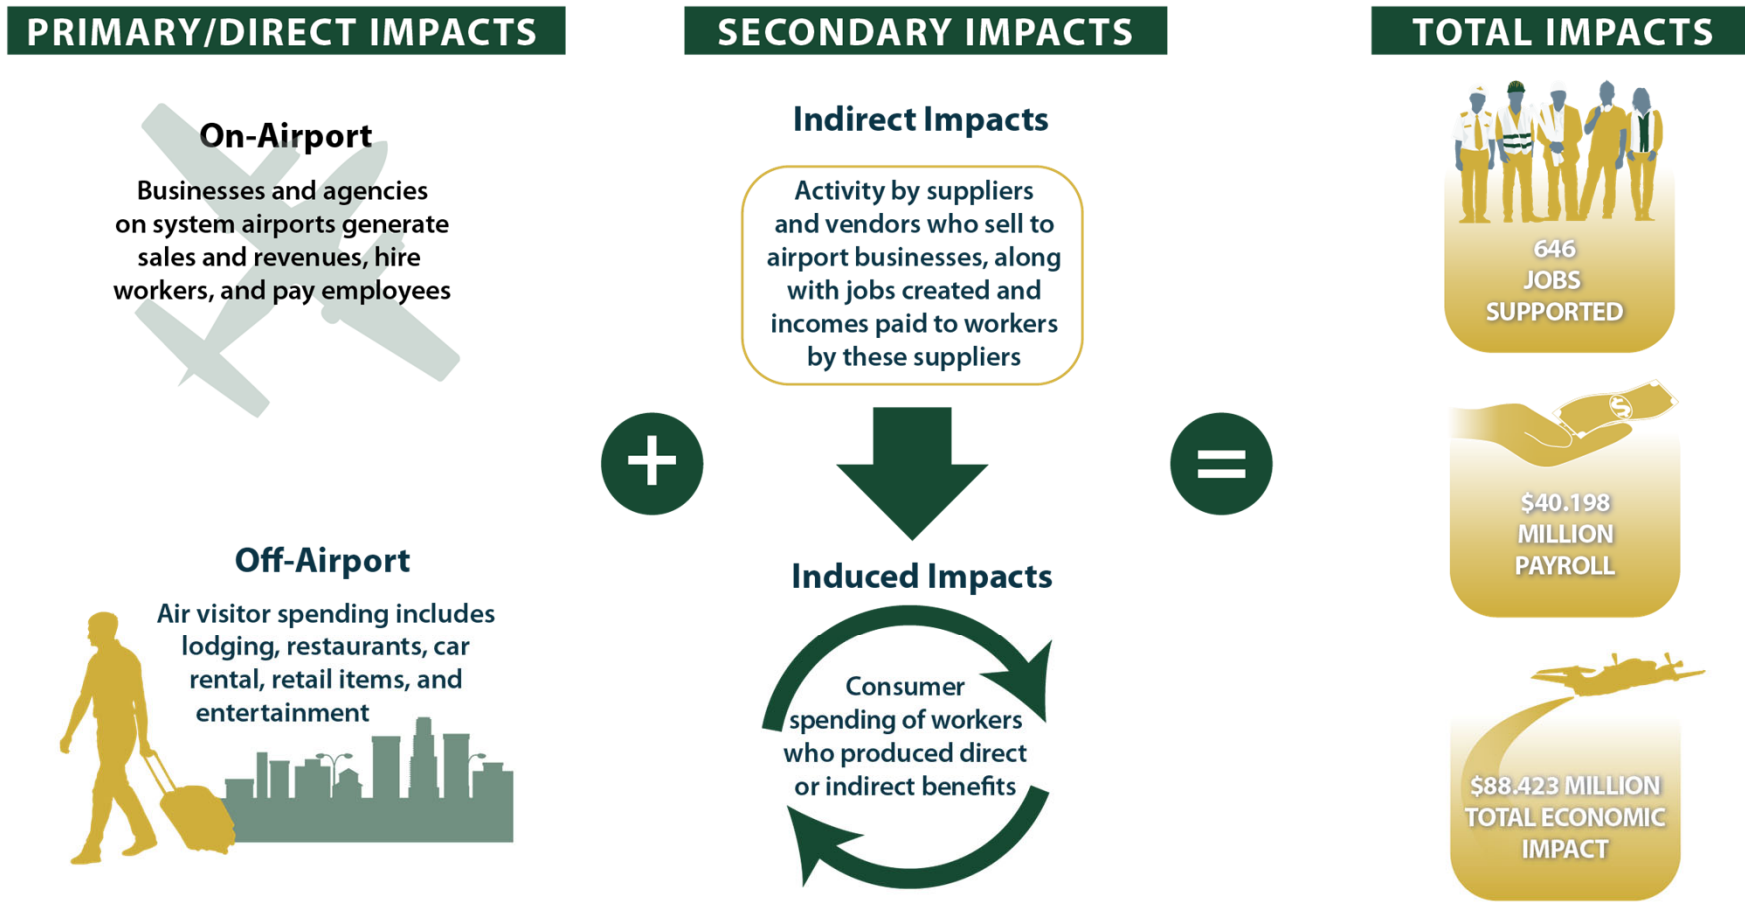 PRIMARY/DIRECT IMPACTS
On-Airport
Businesses and agencies
on system airports generate
sales and revenues, hire
workers, and pay employees
Off-Airport
Air visitor spending includes
lodging, restaurants, car
rental, retail items, and
entertainment
+
SECONDARY IMPACTS
Indirect Impacts
Activity by suppliers
and vendors who sell to
airport businesses, along
with jobs created and
incomes paid to workers
by these suppliers
Induced Impacts
Consumer
spending of workers
who produced direct
or indirect benefits
=
TOTAL IMPACTS
646
JOBS
SUPPORTED
$
$40.198
MILLION
PAYROLL
$88.423 MILLION
TOTAL ECONOMIC
IMPACT